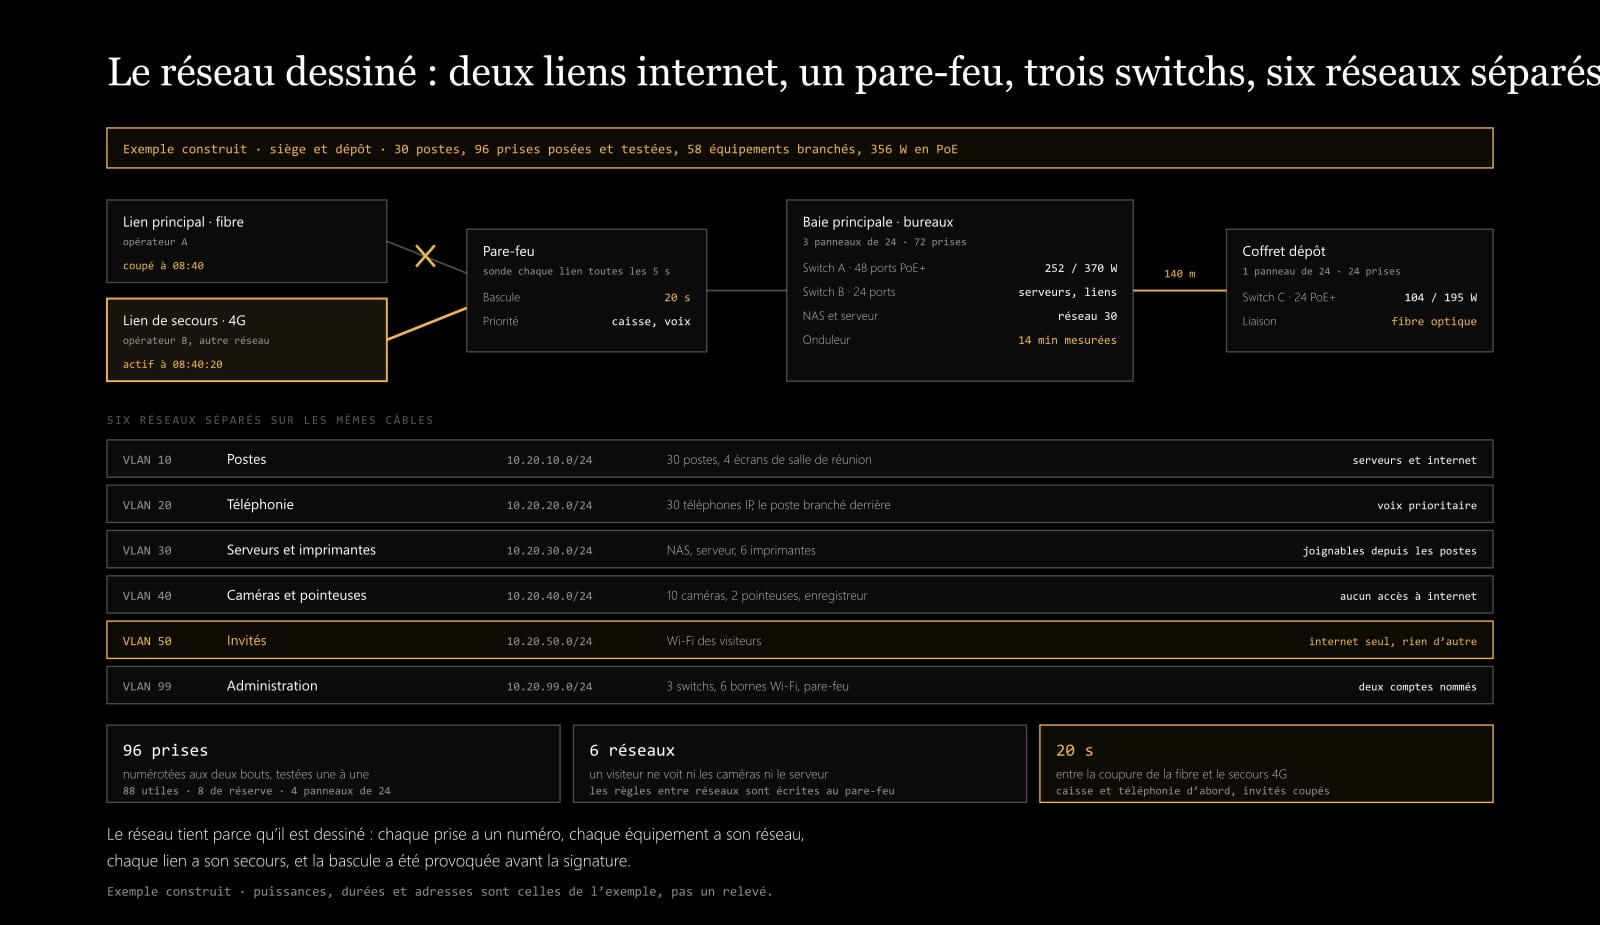 Le réseau dessiné : deux liens internet, un pare-feu, trois switchs, six réseaux séparés
Exemple construit · siège et dépôt · 30 postes, 96 prises posées et testées, 58 équipements branchés, 356 W en PoE
Lien principal · fibre
opérateur A
coupé à 08:40
Lien de secours · 4G
opérateur B, autre réseau
actif à 08:40:20
Pare-feu
sonde chaque lien toutes les 5 s
Bascule 20 s
Priorité caisse, voix
Baie principale · bureaux
3 panneaux de 24 · 72 prises
Switch A · 48 ports PoE+ 252 / 370 W
Switch B · 24 ports serveurs, liens
NAS et serveur réseau 30
Onduleur 14 min mesurées
140 m
Coffret dépôt
1 panneau de 24 · 24 prises
Switch C · 24 PoE+ 104 / 195 W
Liaison fibre optique
SIX RÉSEAUX SÉPARÉS SUR LES MÊMES CÂBLES
VLAN 10 Postes 10.20.10.0/24 30 postes, 4 écrans de salle de réunion serveurs et internet
VLAN 20 Téléphonie 10.20.20.0/24 30 téléphones IP, le poste branché derrière voix prioritaire
VLAN 30 Serveurs et imprimantes 10.20.30.0/24 NAS, serveur, 6 imprimantes joignables depuis les postes
VLAN 40 Caméras et pointeuses 10.20.40.0/24 10 caméras, 2 pointeuses, enregistreur aucun accès à internet
VLAN 50 Invités 10.20.50.0/24 Wi-Fi des visiteurs internet seul, rien d’autre
VLAN 99 Administration 10.20.99.0/24 3 switchs, 6 bornes Wi-Fi, pare-feu deux comptes nommés
96 prises
numérotées aux deux bouts, testées une à une
88 utiles · 8 de réserve · 4 panneaux de 24
6 réseaux
un visiteur ne voit ni les caméras ni le serveur
les règles entre réseaux sont écrites au pare-feu
20 s
entre la coupure de la fibre et le secours 4G
caisse et téléphonie d’abord, invités coupés
Le réseau tient parce qu’il est dessiné : chaque prise a un numéro, chaque équipement a son réseau,
chaque lien a son secours, et la bascule a été provoquée avant la signature.
Exemple construit · puissances, durées et adresses sont celles de l’exemple, pas un relevé.